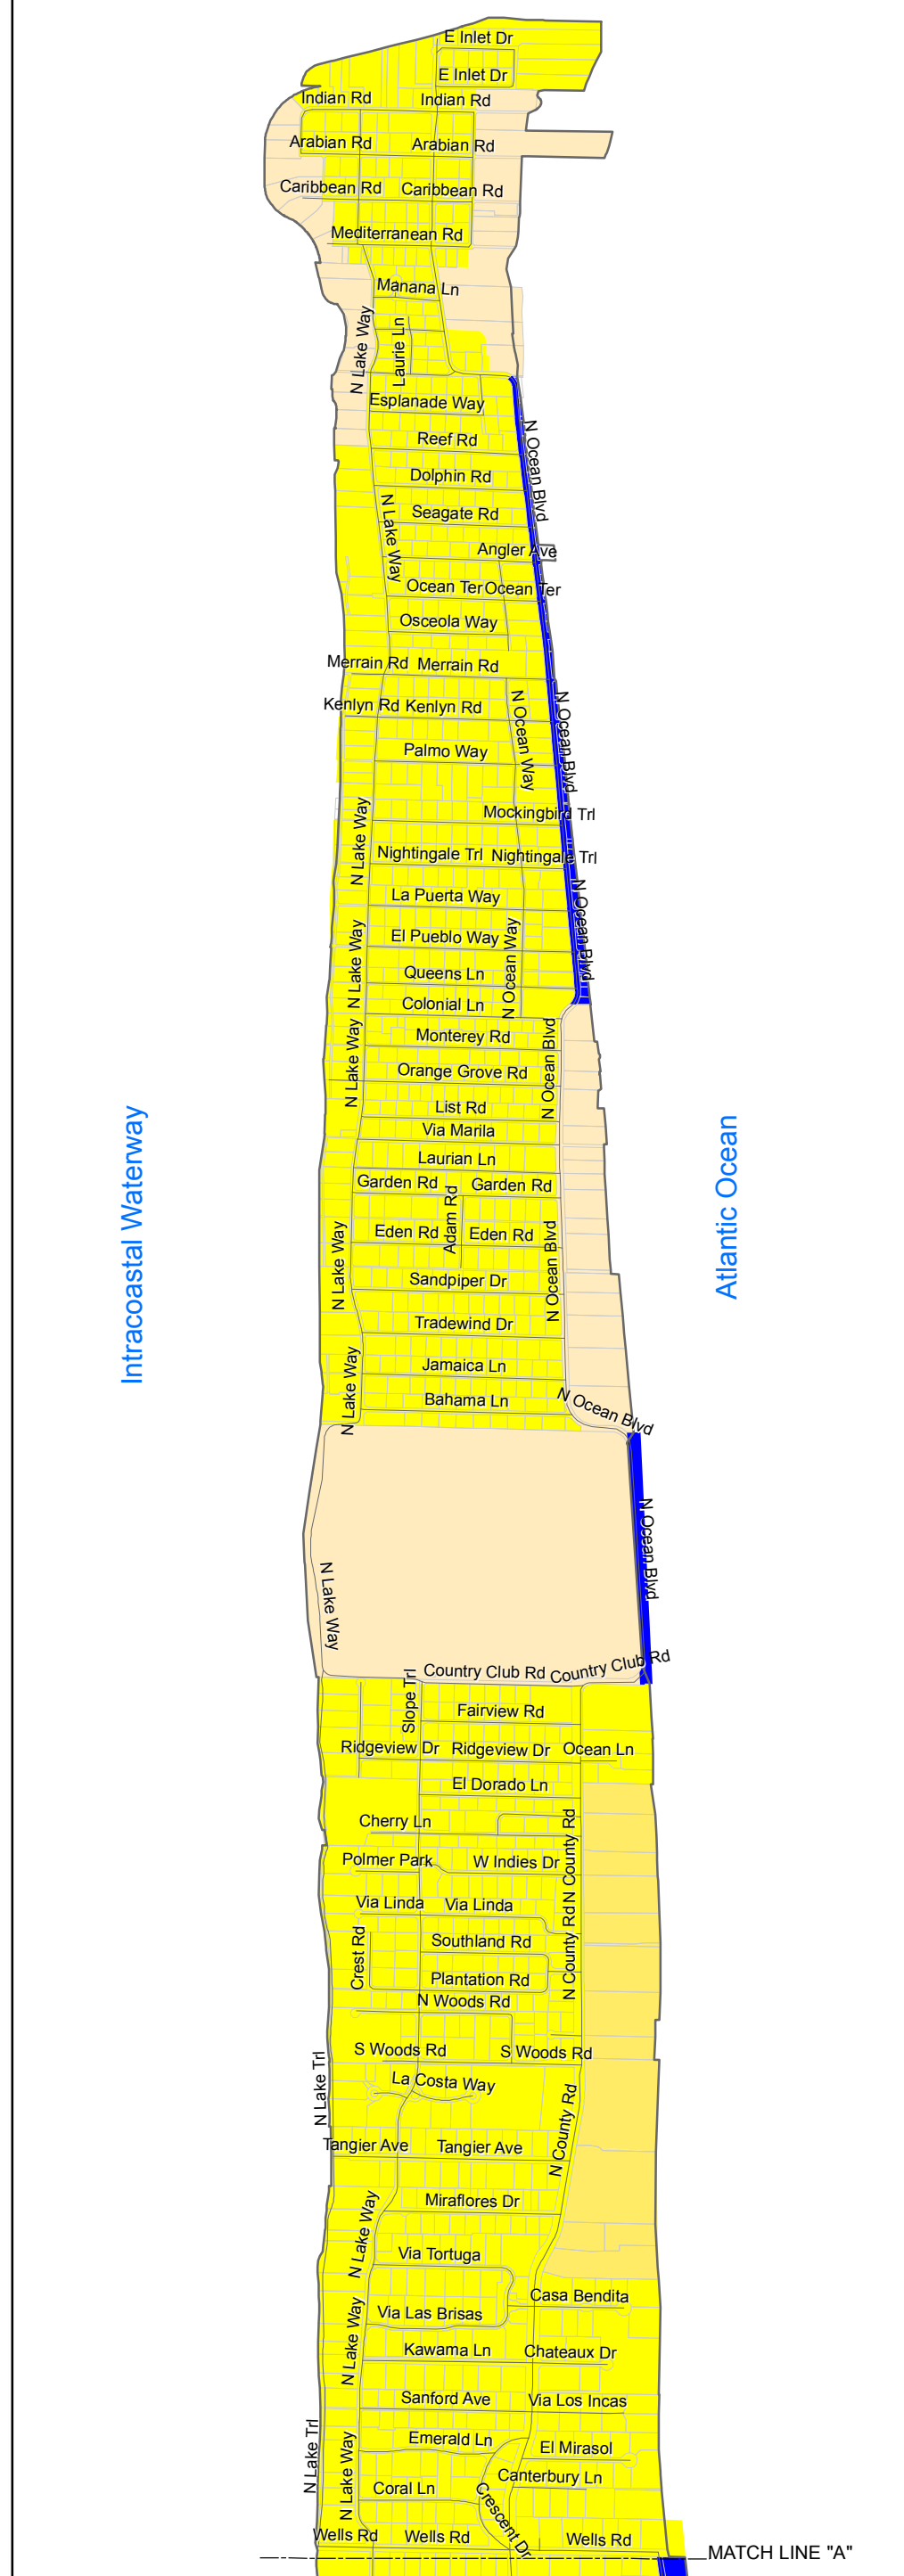 E Inlet Dr
E Inlet Dr
Indian Rd Indian Rd
Arabian Rd Arabian Rd
Caribbean Rd Caribbean Rd
Mediterranean Rd
Manana Ln
N Lake Way
Laurie Ln
Esplanade Way
N Ocean Blvd
Reef Rd
Dolphin Rd
N Lake Way
Seagate Rd
Angler Ave
Ocean Ter Ocean Ter
Osceola Way
Merrain Rd Merrain Rd
Kenlyn Rd Kenlyn Rd
N Ocean Way
N Ocean Blvd
Palmo Way
Mockingbird Trl
N Lake Way
Nightingale Trl Nightingale Trl
La Puerta Way
N Ocean Blvd
El Pueblo Way
N Lake Way
N Ocean Way
Queens Ln
Colonial Ln
Monterey Rd
N Lake Way
N Ocean Blvd
Orange Grove Rd
List Rd
Via Marila
Laurian Ln
Garden Rd Garden Rd
Adam Rd
Eden Rd Eden Rd
Intracoastal Waterway
Atlantic Ocean
N Lake Way
N Ocean Blvd
Sandpiper Dr
Tradewind Dr
Jamaica Ln
N Lake Way
Bahama Ln
N Ocean Blvd
N Ocean Blvd
N Lake Way
Country Club Rd Country Club Rd
Slope Trl
Fairview Rd
Ridgeview Dr Ridgeview Dr Ocean Ln
El Dorado Ln
Cherry Ln
N County Rd
Polmer Park W Indies Dr
Via Linda Via Linda
N County Rd
Crest Rd
Southland Rd
Plantation Rd
N Woods Rd
S Woods Rd S Woods Rd
N Lake Trl
La Costa Way
N County Rd
Tangier Ave Tangier Ave
Miraflores Dr
N Lake Way
Via Tortuga
Casa Bendita
Via Las Brisas
N Lake Way
Kawama Ln Chateaux Dr
Sanford Ave Via Los Incas
Emerald Ln
El Mirasol
N Lake Trl
N Lake Way
Canterbury Ln
Coral Ln
Crescent Dr
Wells Rd Wells Rd Wells Rd
MATCH LINE "A"